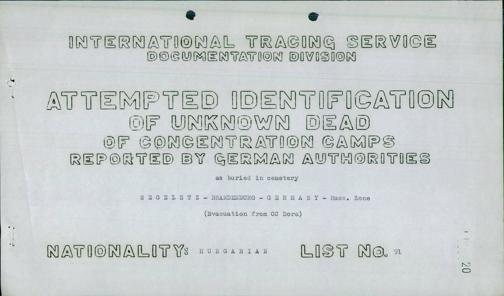 INTERNATIONAL TRACING SERVICE
DOCUMENTATION DIVISION
ATTEMPTED IDENTIFICATION
OF UNKNOWN DEAD
OF CONCENTRATION CAMPS
REPORTED BY GERMAN AUTHORITIES
as buried in cemetery
SEGELETZ - BRANDENBURG - GERMANY - Russ. Zone
(Evacuation from CC Dora)
NATIONALITY: HUNGARIAN LIST No. 91
20